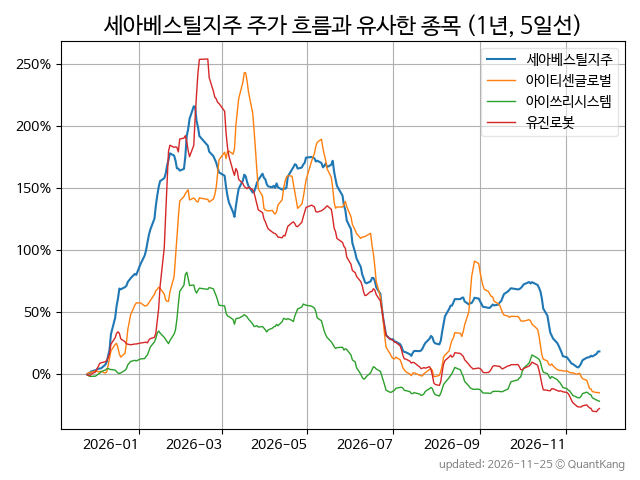 세아베스틸지주 주가 흐름과 유사한 종목 (1년, 5일선)
세아베스틸지주
아이티센글로벌
아이쓰리시스템
유진로봇
250%
200%
150%
100%
50%
0%
2026-01
2026-03
2026-05
2026-07
2026-09
2026-11
updated: 2026-11-25 © QuantKang